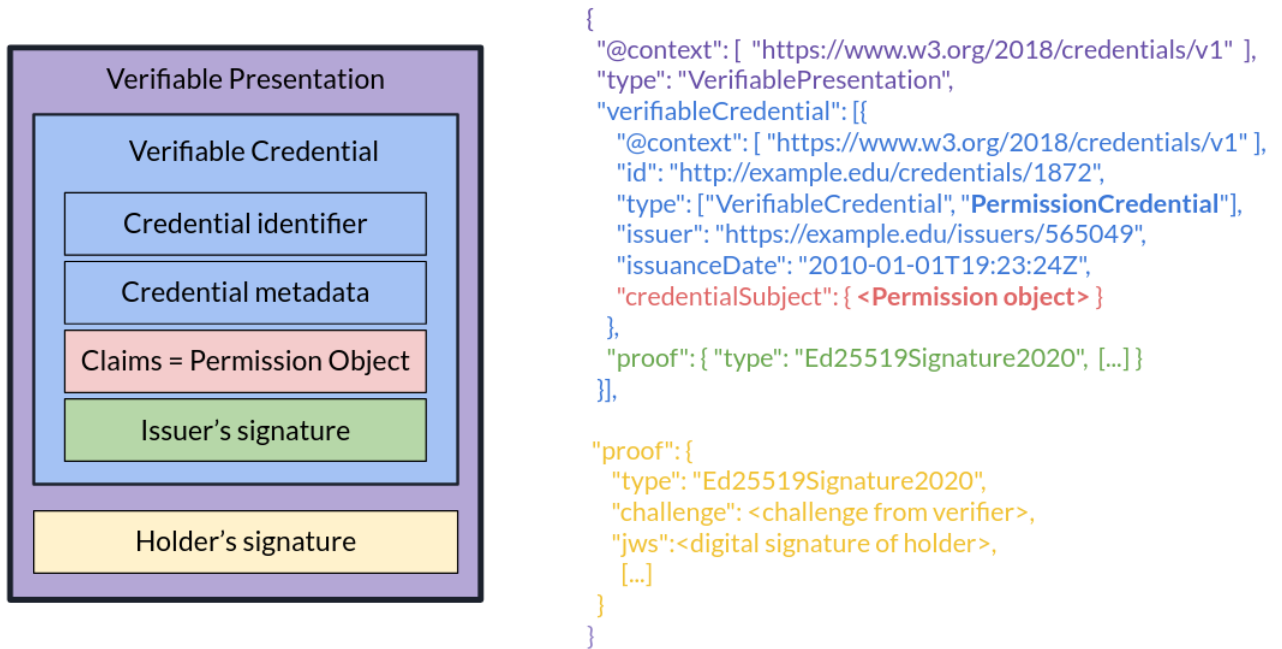 Verifiable Presentation
Verifiable Credential
Credential identifier
Credential metadata
Claims = Permission Object
Issuer’s signature
Holder’s signature
{
"@context": [ "https://www.w3.org/2018/credentials/v1" ],
"type": "VerifiablePresentation",
"verifiableCredential": [{
"@context": [ "https://www.w3.org/2018/credentials/v1" ],
"id": "http://example.edu/credentials/1872",
"type": ["VerifiableCredential", "PermissionCredential"],
"issuer": "https://example.edu/issuers/565049",
"issuanceDate": "2010-01-01T19:23:24Z",
"credentialSubject": { <Permission object> }
},
"proof": { "type": "Ed25519Signature2020", [...] }
}],
"proof": {
"type": "Ed25519Signature2020",
"challenge": <challenge from verifier>,
"jws":<digital signature of holder>,
[...]
}
}